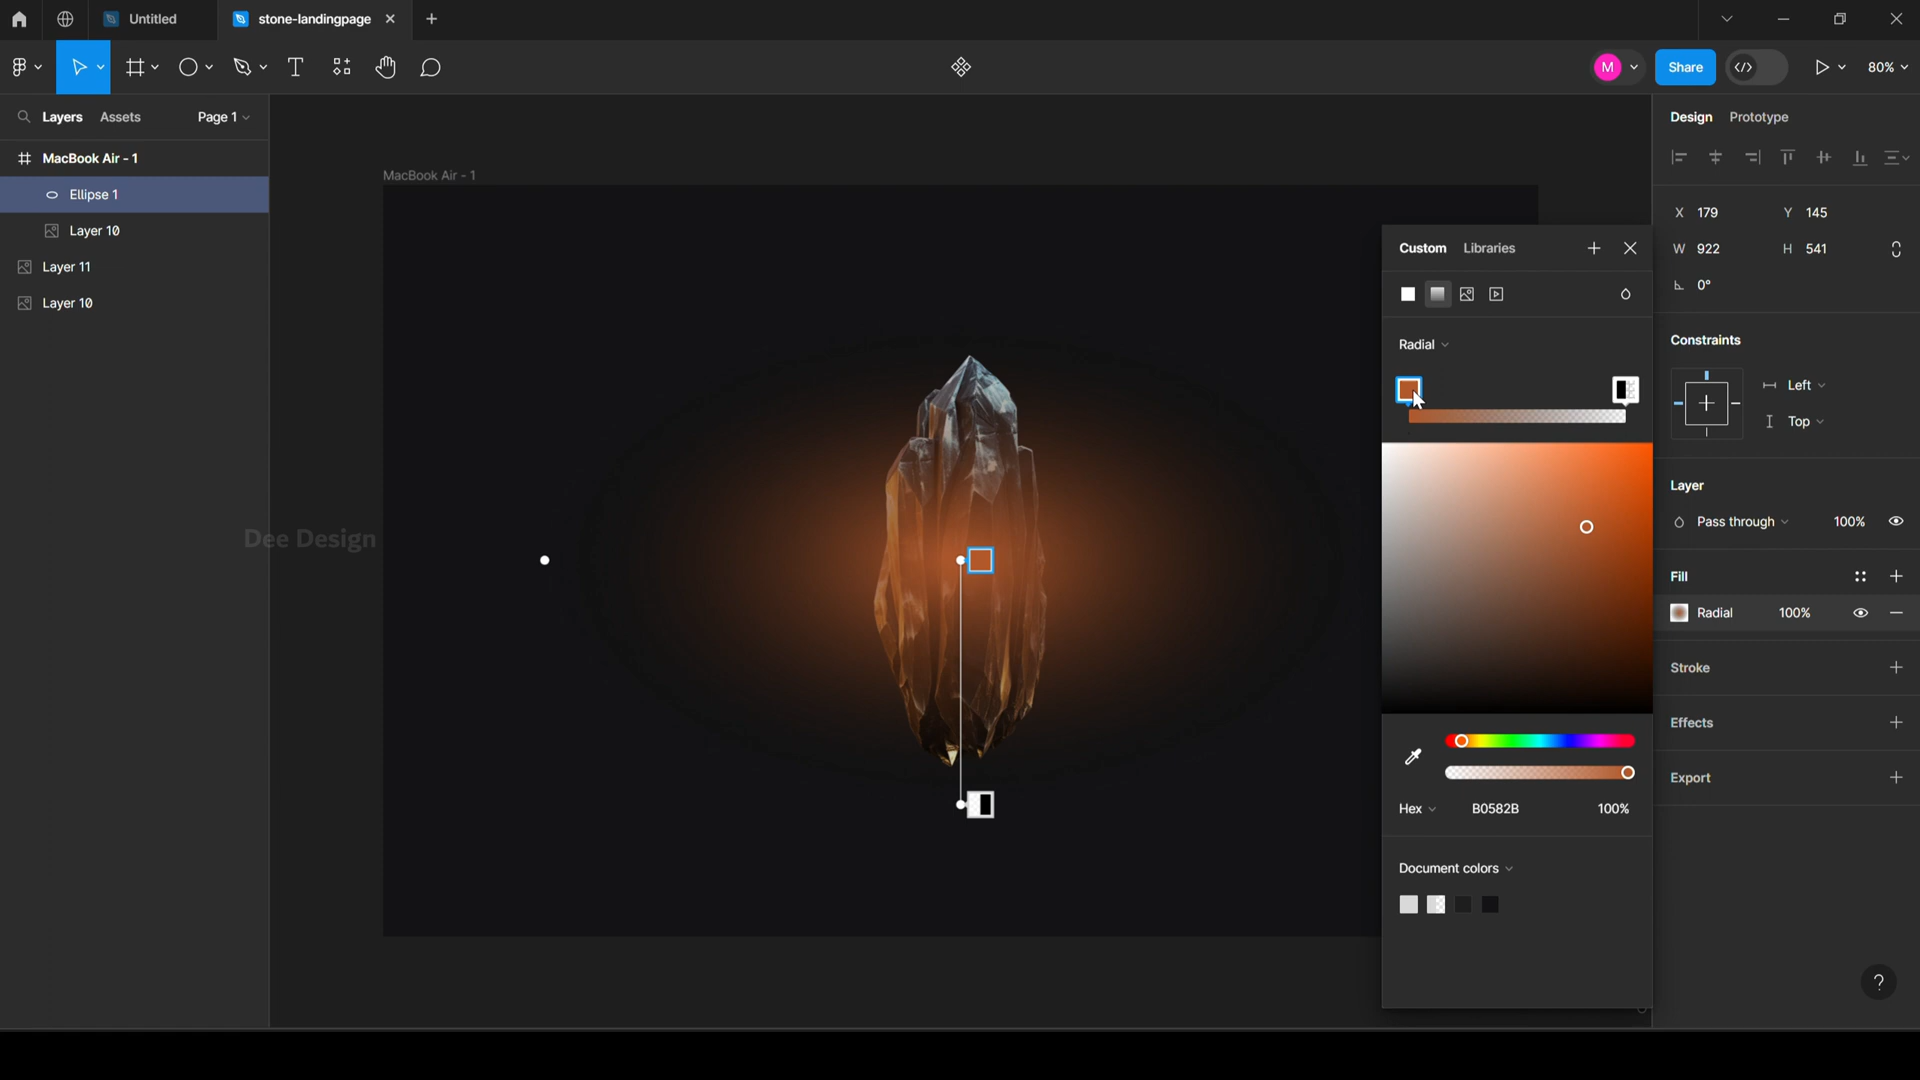 Untitled
stone-landingpage
M
Share
80%
Layers
Assets
Page 1
MacBook Air - 1
Ellipse 1
Layer 10
Layer 11
Layer 10
MacBook Air - 1
Dee Design
Custom
Libraries
Radial
Hex
B0582B
100%
Document colors
Design
Prototype
X 179
Y 145
W 922
H 541
0°
Constraints
Left
Top
Layer
Pass through
100%
Fill
Radial
100%
Stroke
Effects
Export
?